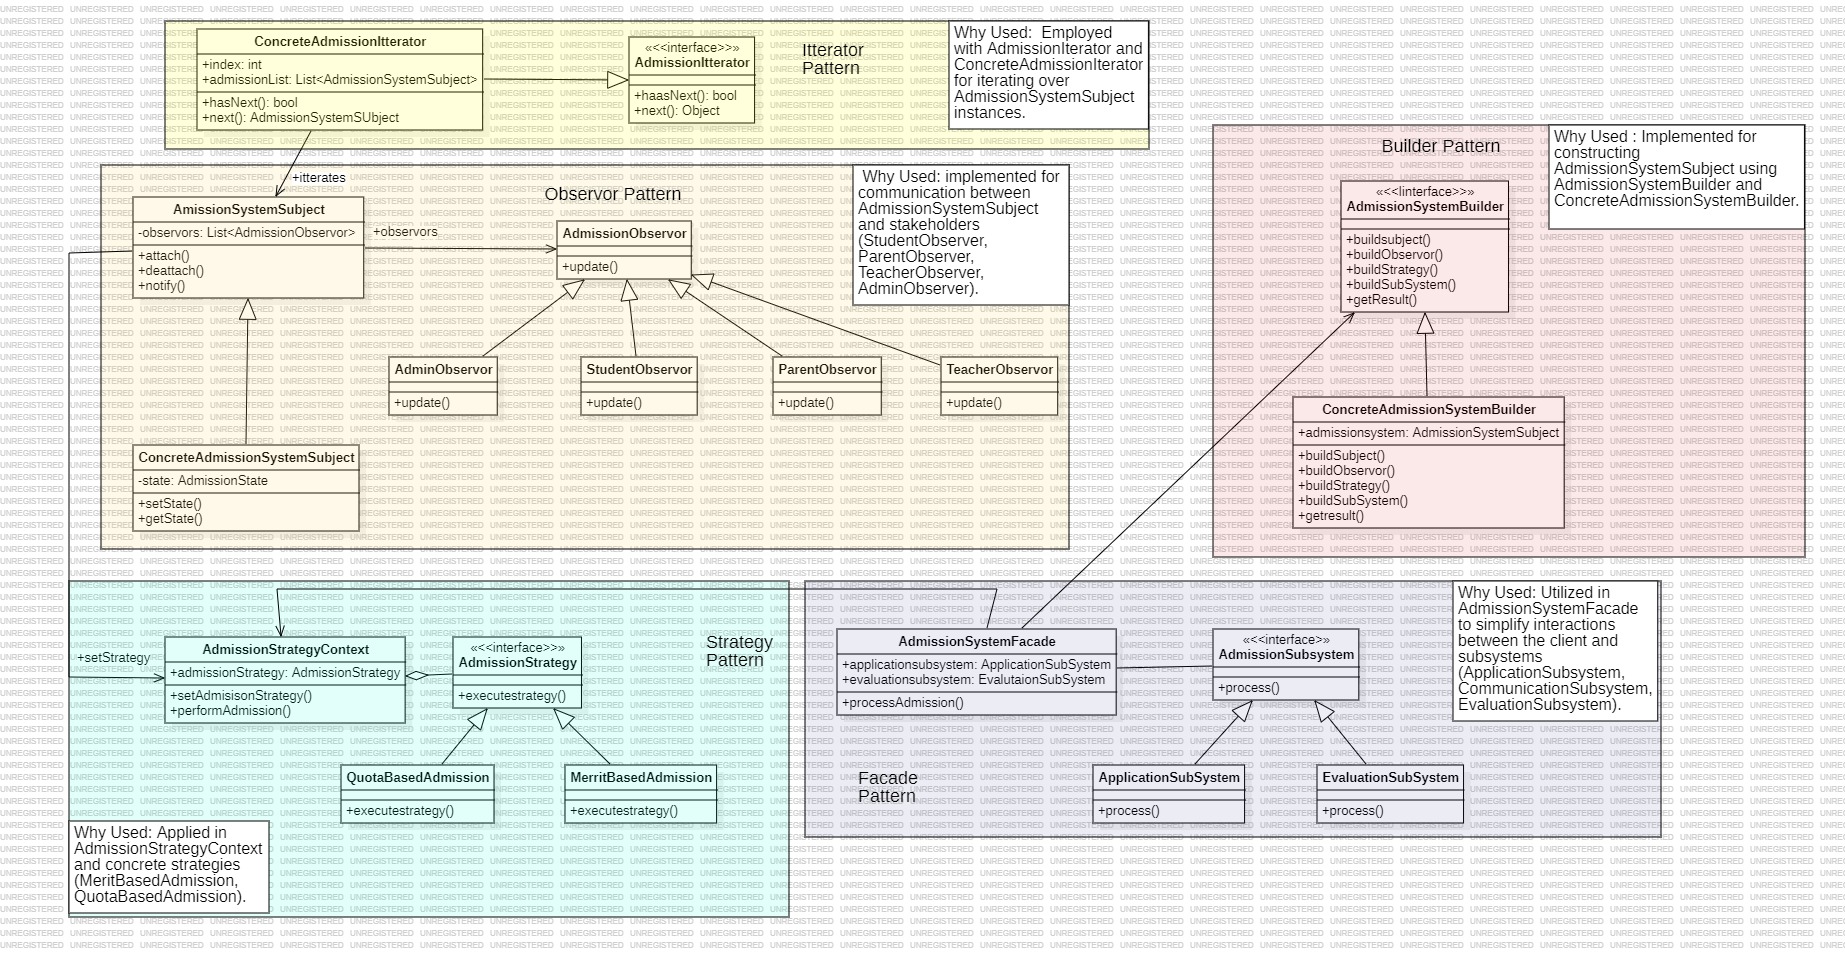 ConcreteAdmissionItterator
+index: int
+admissionList: List<AdmissionSystemSubject>
+hasNext(): bool
+next(): AdmissionSystemSUbject
«<<interface>>»
AdmissionItterator
+haasNext(): bool
+next(): Object
Itterator
Pattern
Why Used:  Employed
with AdmissionIterator and
ConcreteAdmissionIterator
for iterating over
AdmissionSystemSubject
instances.
+itterates
Observor Pattern
Why Used: implemented for
communication between
AdmissionSystemSubject
and stakeholders
(StudentObserver,
ParentObserver,
TeacherObserver,
AdminObserver).
AmissionSystemSubject
-observors: List<AdmissionObservor>
+attach()
+deattach()
+notify()
+observors
AdmissionObservor
+update()
AdminObservor
+update()
StudentObservor
+update()
ParentObservor
+update()
TeacherObservor
+update()
ConcreteAdmissionSystemSubject
-state: AdmissionState
+setState()
+getState()
Builder Pattern
Why Used : Implemented for
constructing
AdmissionSystemSubject using
AdmissionSystemBuilder and
ConcreteAdmissionSystemBuilder.
«<<Iinterface>>»
AdmissionSystemBuilder
+buildsubject()
+buildObservor()
+buildStrategy()
+buildSubSystem()
+getResult()
ConcreteAdmissionSystemBuilder
+admissionsystem: AdmissionSystemSubject
+buildSubject()
+buildObservor()
+buildStrategy()
+buildSubSystem()
+getresult()
+setStrategy
AdmissionStrategyContext
+admissionStrategy: AdmissionStrategy
+setAdmisisonStrategy()
+performAdmission()
«<<interface>>»
AdmissionStrategy
+executestrategy()
Strategy
Pattern
QuotaBasedAdmission
+executestrategy()
MerritBasedAdmission
+executestrategy()
Why Used: Applied in
AdmissionStrategyContext
and concrete strategies
(MeritBasedAdmission,
QuotaBasedAdmission).
AdmissionSystemFacade
+applicationsubsystem: ApplicationSubSystem
+evaluationsubsystem: EvalutaionSubSystem
+processAdmission()
«<<interface>>»
AdmissionSubsystem
+process()
Why Used: Utilized in
AdmissionSystemFacade
to simplify interactions
between the client and
subsystems
(ApplicationSubsystem,
CommunicationSubsystem,
EvaluationSubsystem).
Facade
Pattern
ApplicationSubSystem
+process()
EvaluationSubSystem
+process()
UNREGISTERED